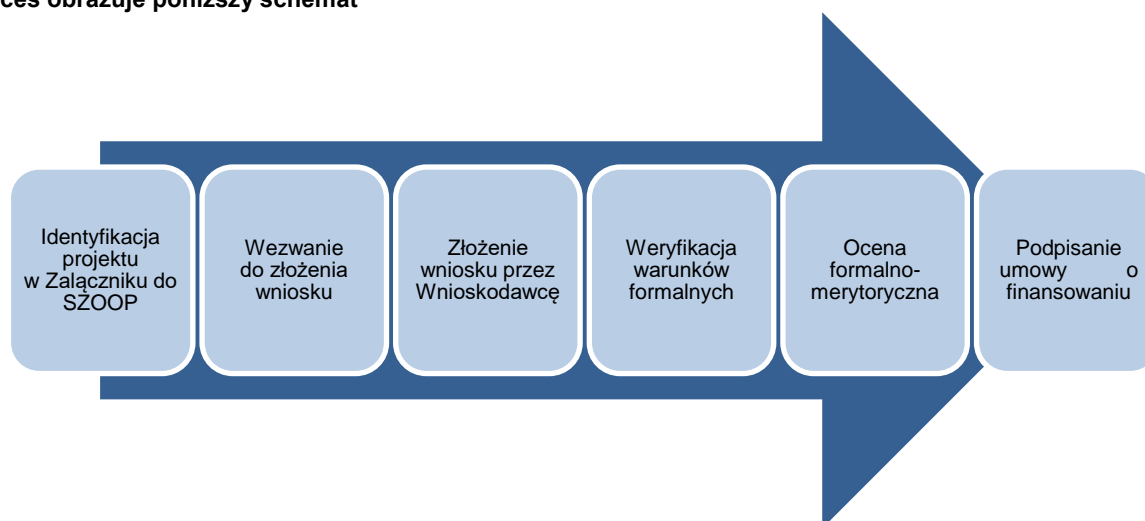 ces obrazuje poniższy schemat
Identyfikacja
projektu
w Załączniku do
SZOOP
Wezwanie
do złożenia
wniosku
Złożenie
wniosku przez
Wnioskodawcę
Weryfikacja
warunków
formalnych
Ocena
formalno-
merytoryczna
Podpisanie
umowy o
finansowaniu